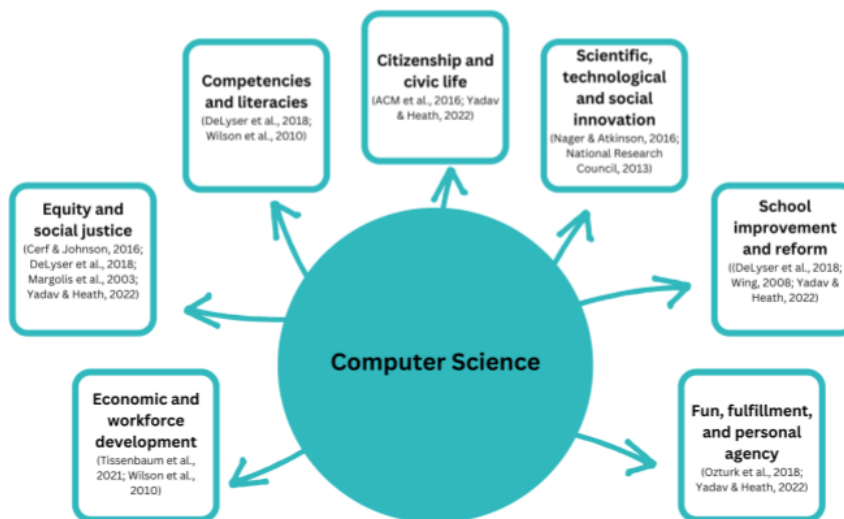 Citizenship and
civic life
(ACM et al., 2016; Yadav
& Heath, 2022)
Scientific,
technological
and social
innovation
(Nager & Atkinson, 2016;
National Research
Council, 2013)
Competencies
and literacies
(DeLyser et al., 2018;
Wilson et al., 2010)
Equity and
social justice
(Cerf & Johnson, 2016;
DeLyser et al., 2018;
Margolis et al., 2003;
Yadav & Heath, 2022)
School
improvement
and reform
((DeLyser et al., 2018;
Wing, 2008; Yadav &
Heath, 2022)
Computer Science
Economic and
workforce
development
(Tissenbaum et al.,
2021; Wilson et al.,
2010)
Fun, fulfillment,
and personal
agency
(Ozturk et al., 2018;
Yadav & Heath, 2022)